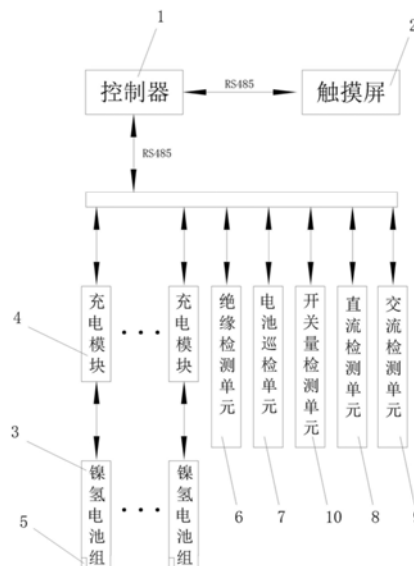 1
2
控制器
RS485
触摸屏
RS485
充电模块
充电模块
绝缘检测单元
电池巡检单元
开关量检测单元
直流检测单元
交流检测单元
4
3
镍氢电池组
镍氢电池组
5
6
7
10
8
9